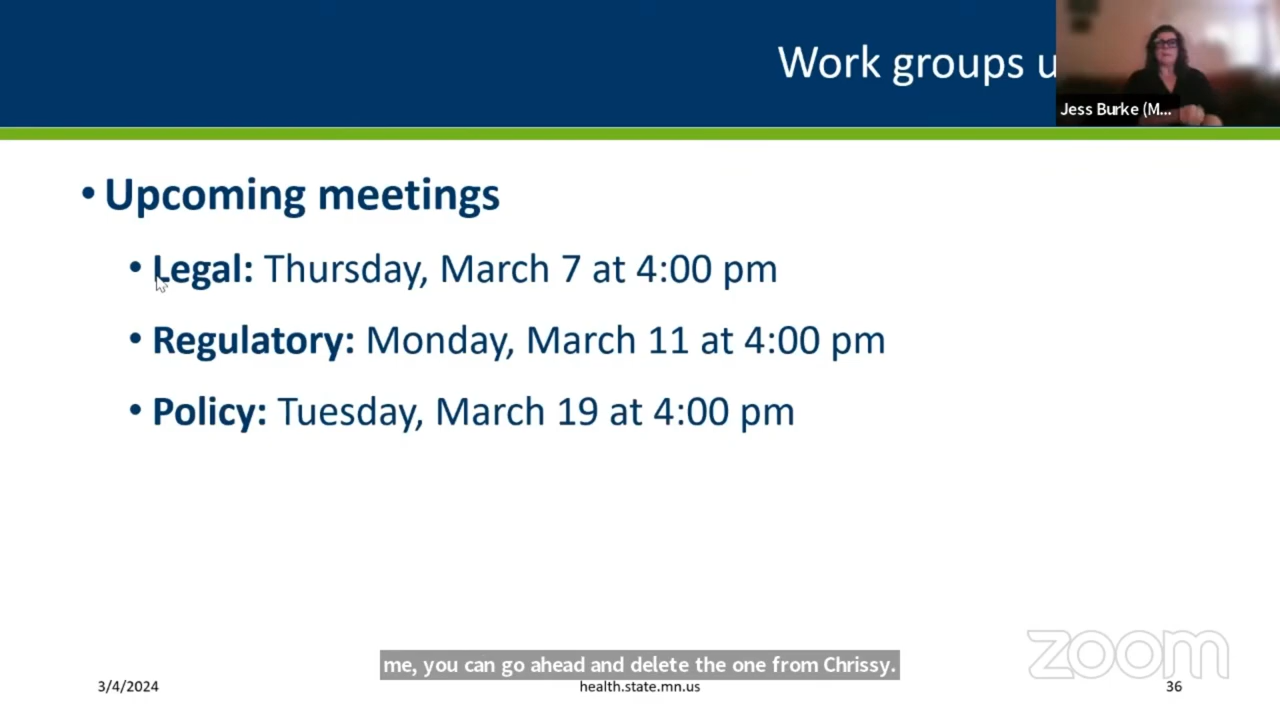 Work groups u
Jess Burke (M...
• Upcoming meetings
• Legal: Thursday, March 7 at 4:00 pm
• Regulatory: Monday, March 11 at 4:00 pm
• Policy: Tuesday, March 19 at 4:00 pm
zoom
me, you can go ahead and delete the one from Chrissy.
3/4/2024
health.state.mn.us
36